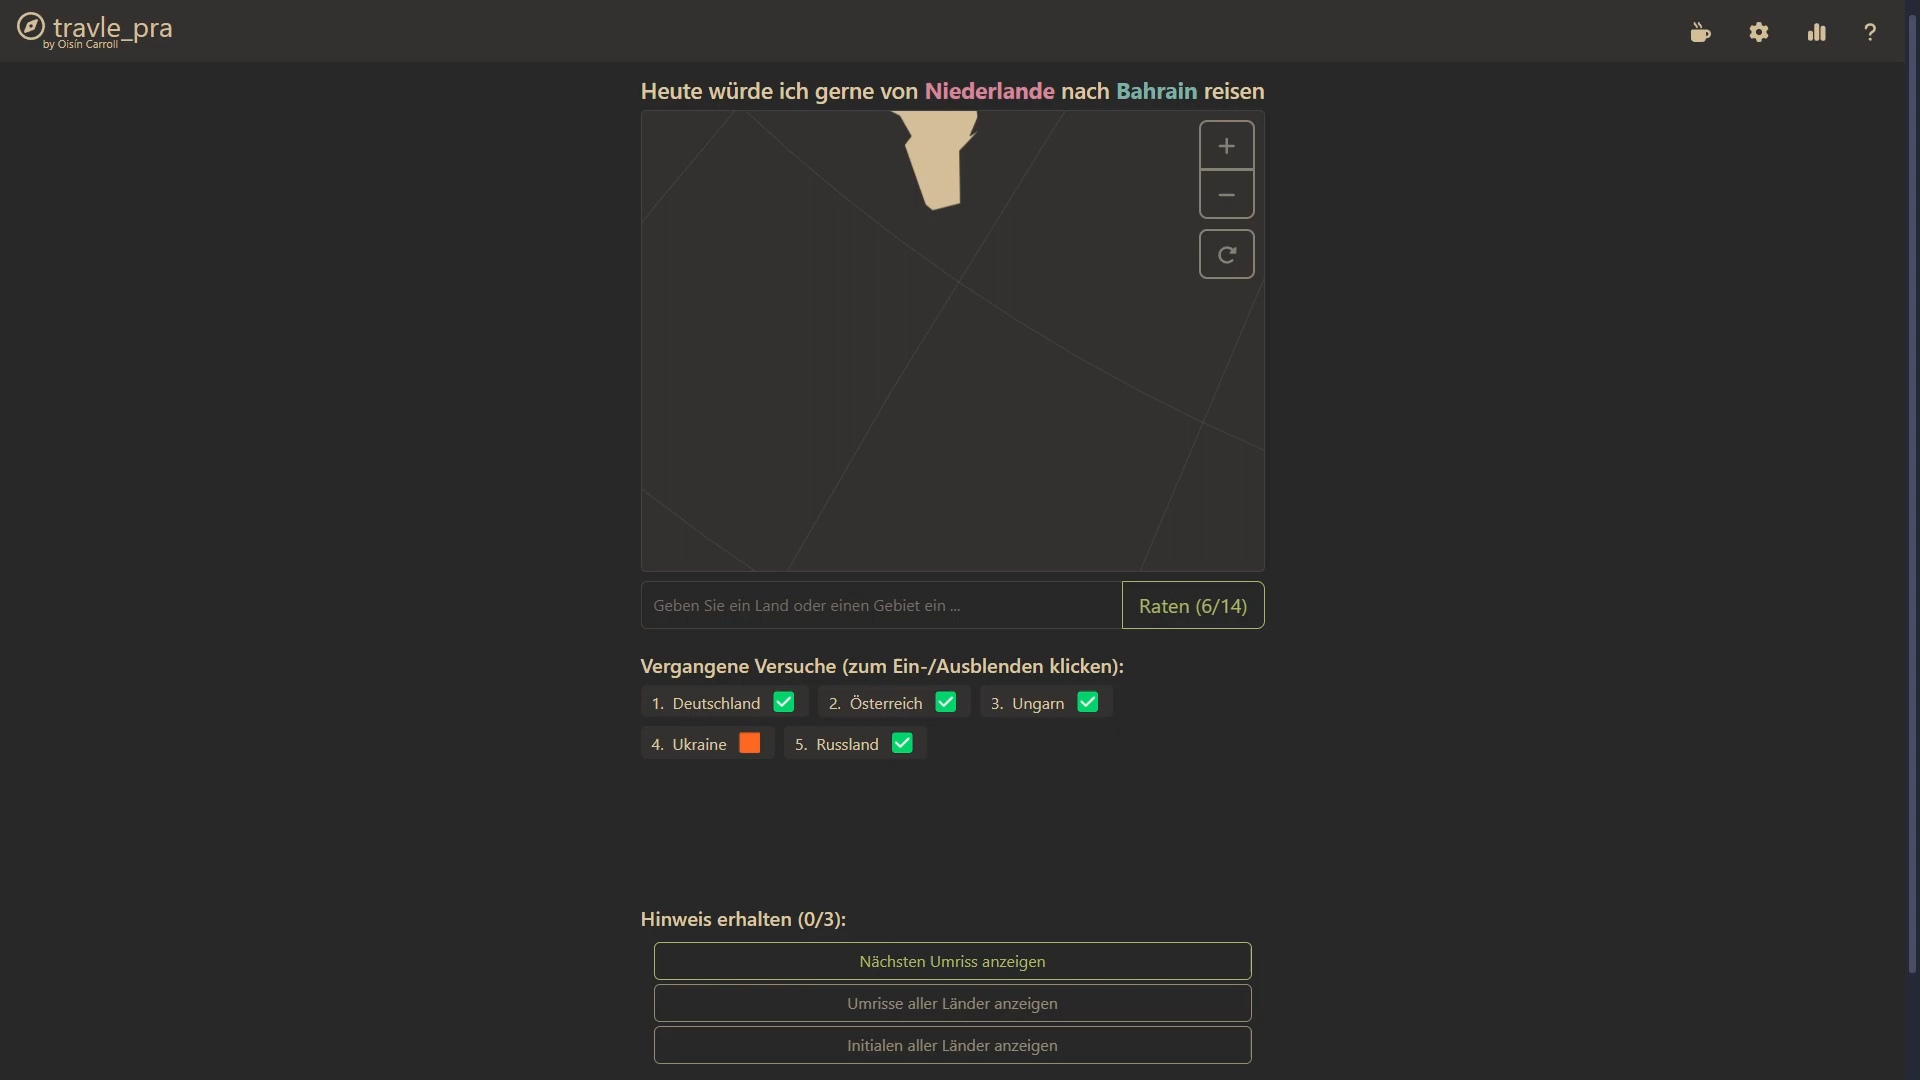 travle_pra
by Oisín Carroll
?
Heute würde ich gerne von Niederlande nach Bahrain reisen
+
−
Geben Sie ein Land oder einen Gebiet ein ...
Raten (6/14)
Vergangene Versuche (zum Ein-/Ausblenden klicken):
1. Deutschland 2. Österreich 3. Ungarn
4. Ukraine 5. Russland
Hinweis erhalten (0/3):
Nächsten Umriss anzeigen
Umrisse aller Länder anzeigen
Initialen aller Länder anzeigen